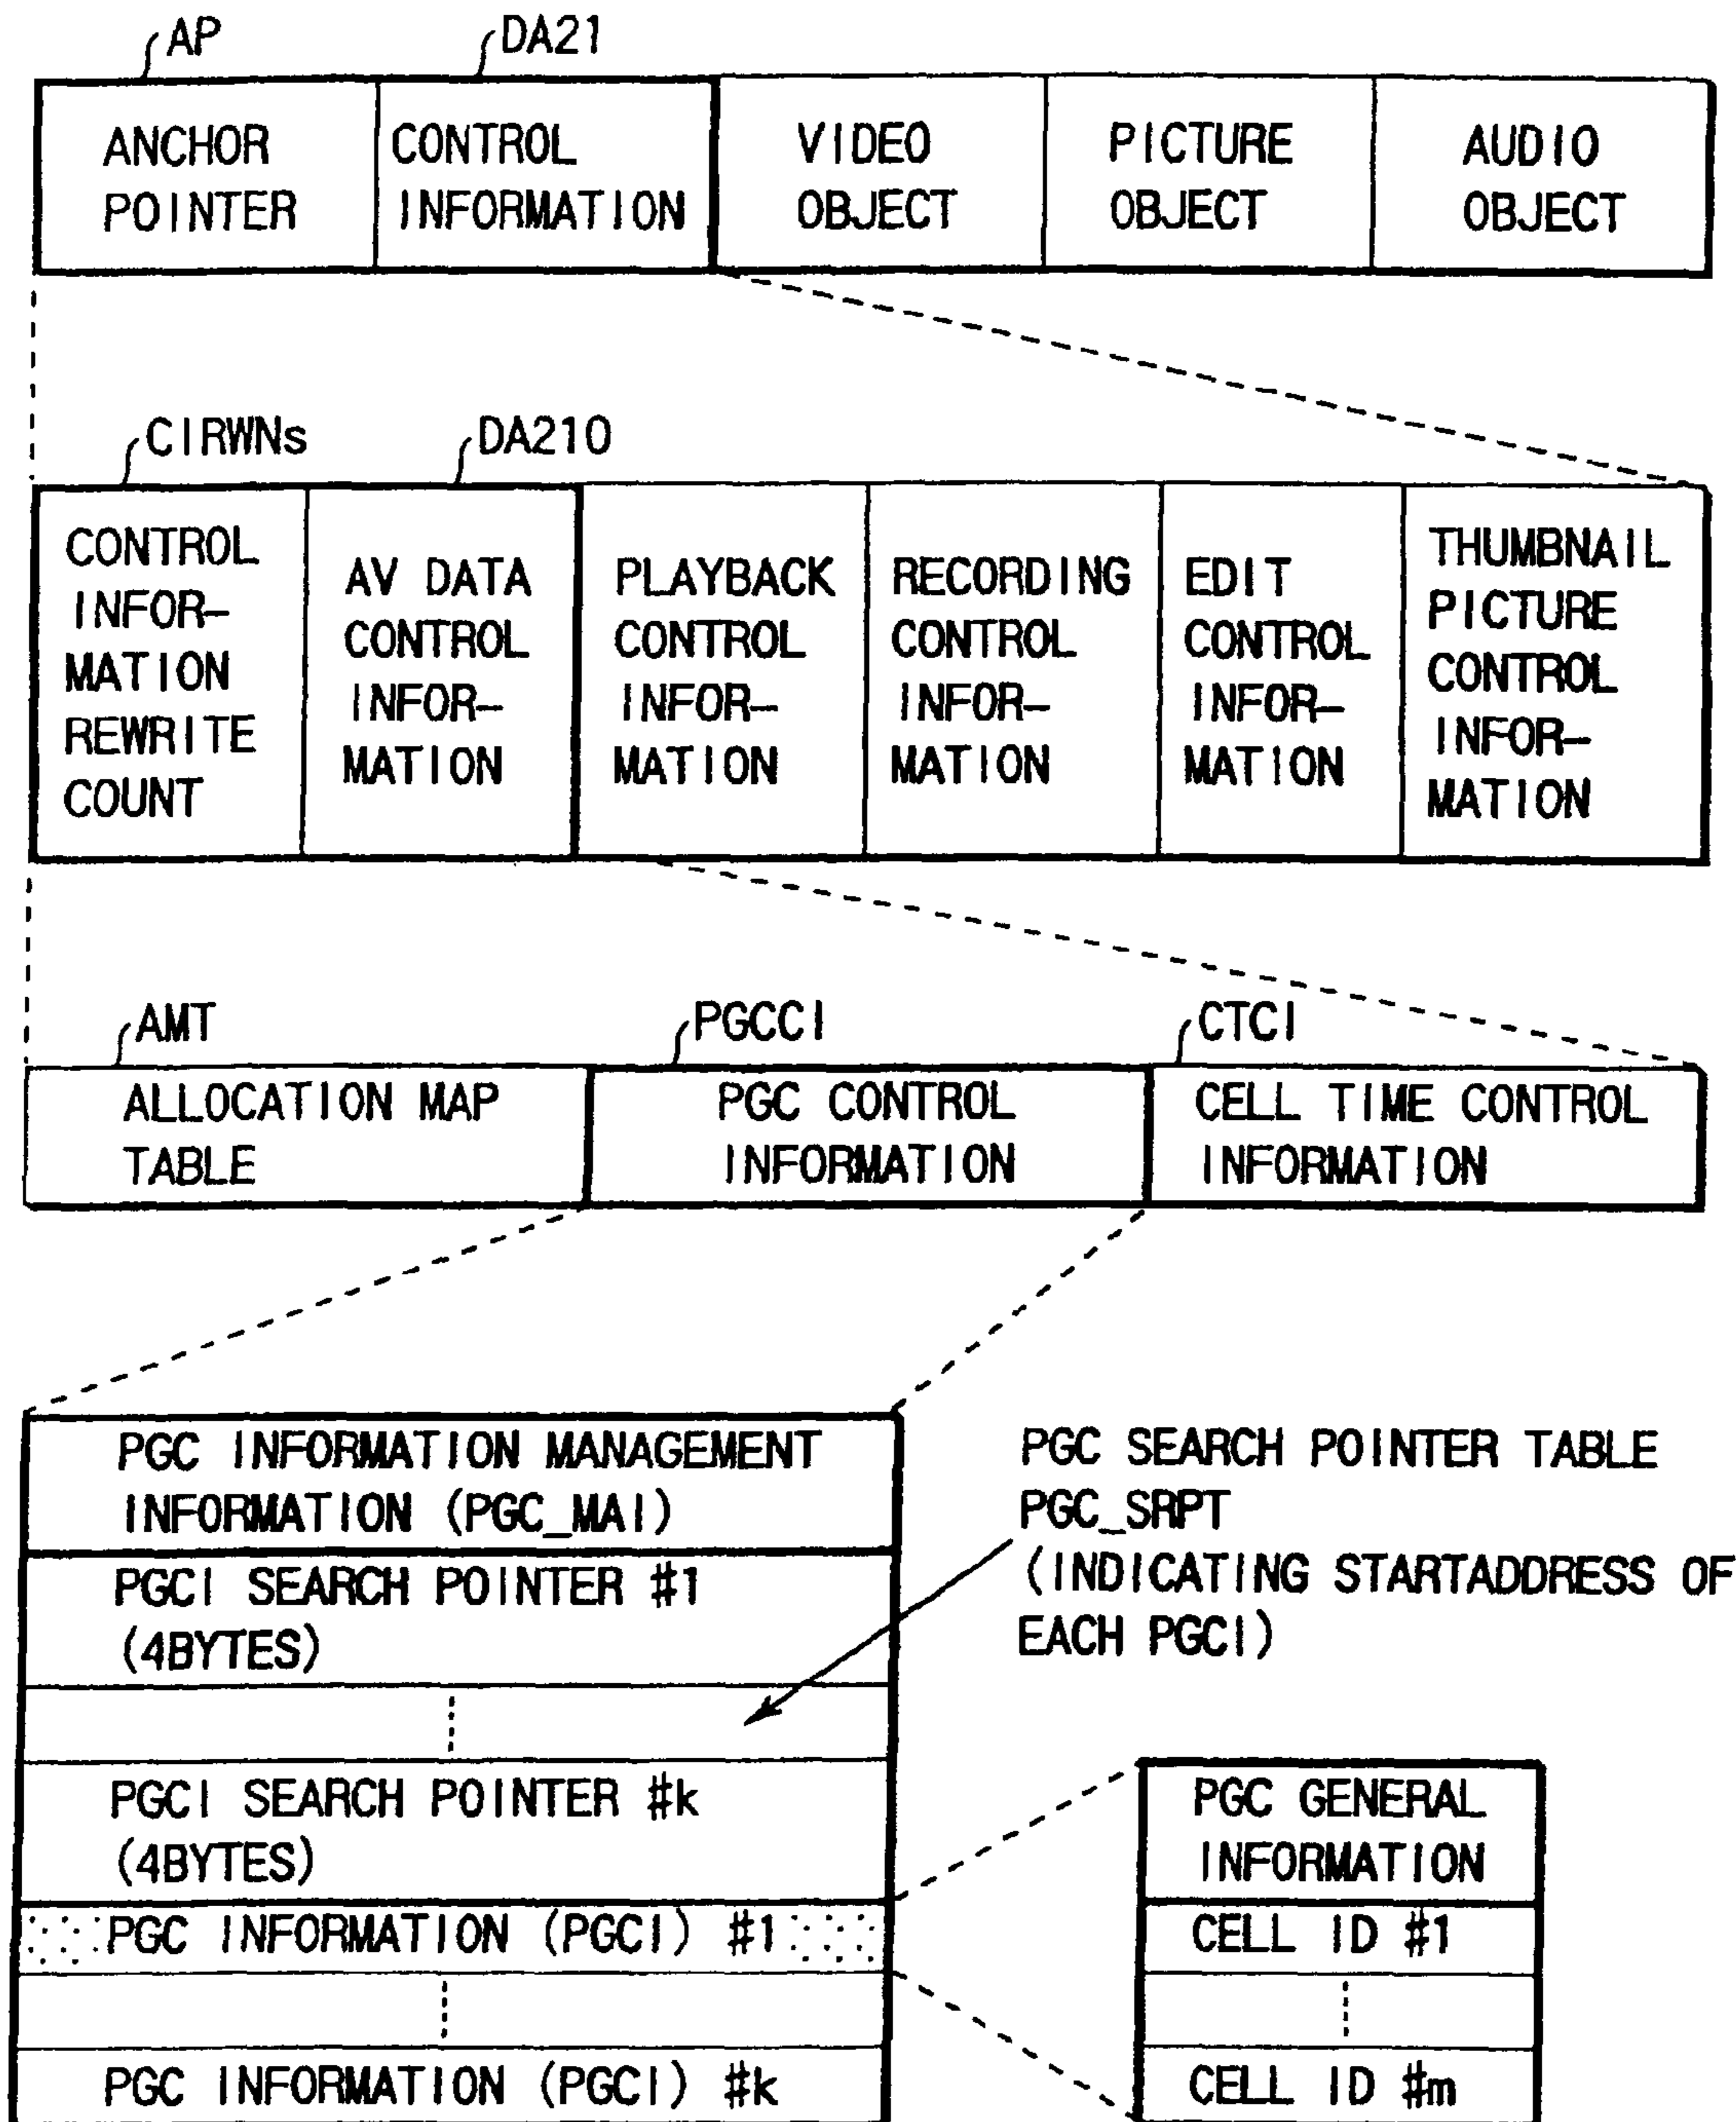 AP
DA21
ANCHOR
POINTER
CONTROL
INFORMATION
VIDEO
OBJECT
PICTURE
OBJECT
AUDIO
OBJECT
CIRWNs
DA210
CONTROL
INFOR-
MATION
REWRITE
COUNT
AV DATA
CONTROL
INFOR-
MATION
PLAYBACK
CONTROL
INFOR-
MATION
RECORDING
CONTROL
INFOR-
MATION
EDIT
CONTROL
INFOR-
MATION
THUMBNAIL
PICTURE
CONTROL
INFOR-
MATION
AMT
PGCCI
CTCI
ALLOCATION MAP
TABLE
PGC CONTROL
INFORMATION
CELL TIME CONTROL
INFORMATION
PGC INFORMATION MANAGEMENT
INFORMATION (PGC_MAI)
PGCI SEARCH POINTER #1
(4BYTES)
PGCI SEARCH POINTER #k
(4BYTES)
PGC INFORMATION (PGCI) #1
PGC INFORMATION (PGCI) #k
PGC SEARCH POINTER TABLE
PGC_SRPT
(INDICATING STARTADDRESS OF
EACH PGCI)
PGC GENERAL
INFORMATION
CELL ID #1
CELL ID #m